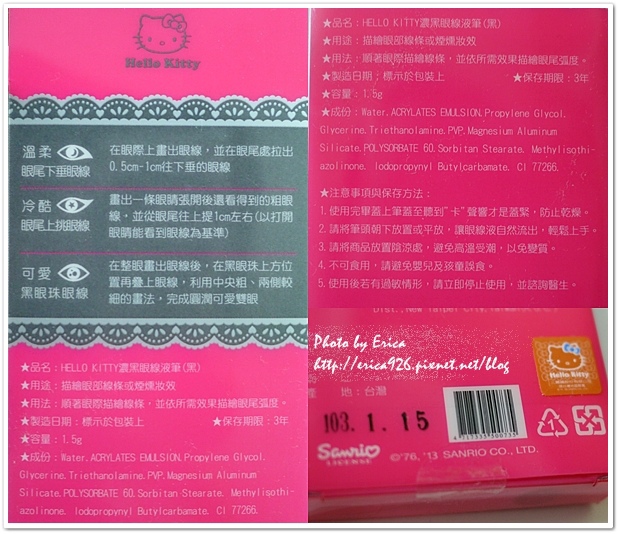 Hello Kitty
溫柔
眼尾下垂眼線
在眼際上畫出眼線，並在眼尾處拉出
0.5cm-1cm往下垂的眼線
冷酷
眼尾上挑眼線
畫出一條眼睛張開後還看得到的粗眼
線，並從眼尾往上提1cm左右(以打開
眼睛能看到眼線為基準)
可愛
黑眼珠眼線
在整眼畫出眼線後，在黑眼珠上方位
置再疊上眼線，利用中央粗、兩側較
細的畫法，完成圓潤可愛雙眼
★品名：HELLO KITTY濃黑眼線液筆(黑)
★用途：描繪眼部線條或煙燻妝效
★用法：順著眼際描繪線條，並依所需效果描繪眼尾弧度。
★製造日期：標示於包裝上 ★保存期限：3年
★容量：1.5g
★成份：Water. ACRYLATES EMULSION. Propylene Glycol.
Glycerine. Triethanolamine. PVP. Magnesium Aluminum
Silicate. POLYSORBATE 60. Sorbitan Stearate. Methylisothi-
azolinone. Iodopropynyl Butylcarbamate. CI 77266.
★品名：HELLO KITTY濃黑眼線液筆(黑)
★用途：描繪眼部線條或煙燻妝效
★用法：順著眼際描繪線條，並依所需效果描繪眼尾弧度。
★製造日期：標示於包裝上 ★保存期限：3年
★容量：1.5g
★成份：Water. ACRYLATES EMULSION. Propylene Glycol.
Glycerine. Triethanolamine. PVP. Magnesium Aluminum
Silicate. POLYSORBATE 60. Sorbitan Stearate. Methylisothi-
azolinone. Iodopropynyl Butylcarbamate. CI 77266.
★注意事項與保存方法：
1. 使用完畢蓋上筆蓋至聽到"卡"聲響才是蓋緊，防止乾燥。
2. 請將筆頭朝下放置或平放，讓眼線液自然流出，輕鬆上手。
3. 請將商品放置陰涼處，避免高溫受潮，以免變質。
4. 不可食用，請避免嬰兒及孩童誤食。
5. 使用後若有過敏情形，請立即停止使用，並諮詢醫生。
Photo by Erica
http://erica926.pixnet.net/blog
地：台灣
103. 1. 15
Hello Kitty
Sanrio
LICENSE
©'76, '13 SANRIO CO., LTD.